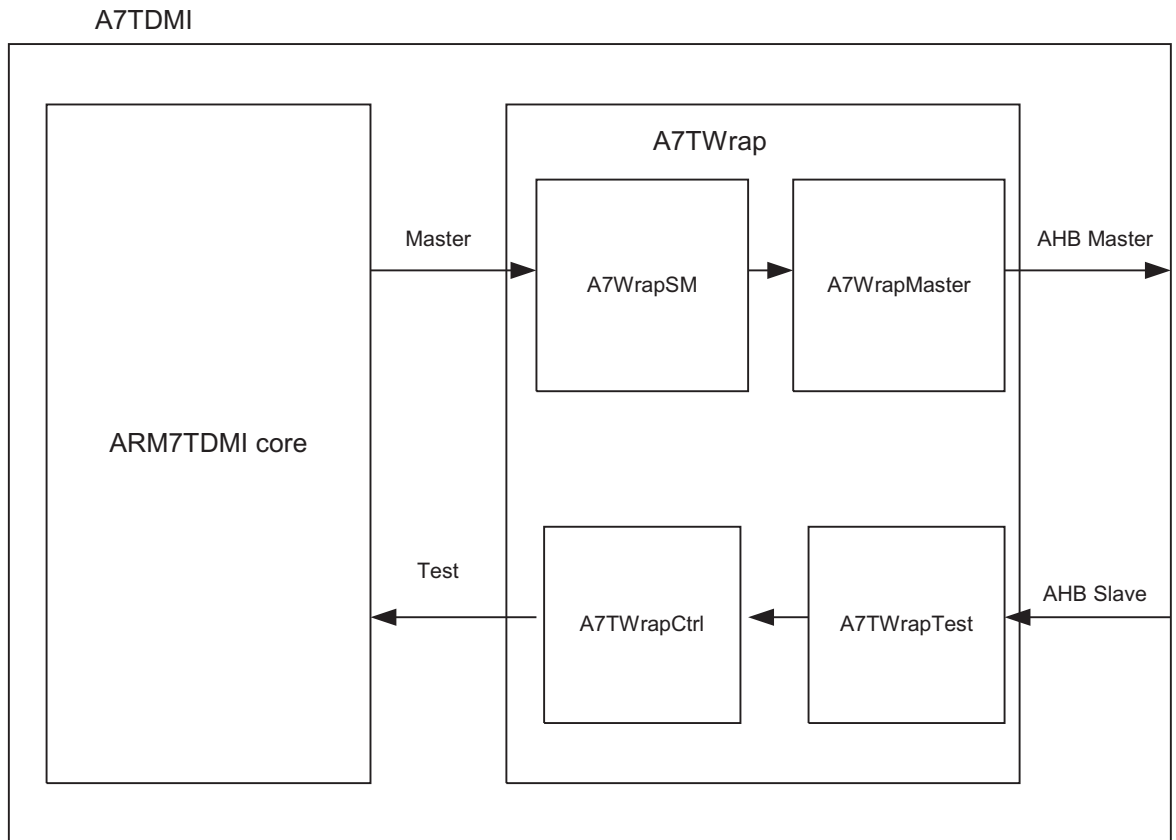 A7TDMI
A7TWrap
Master
A7WrapSM
A7WrapMaster
AHB Master
ARM7TDMI core
Test
A7TWrapCtrl
A7TWrapTest
AHB Slave